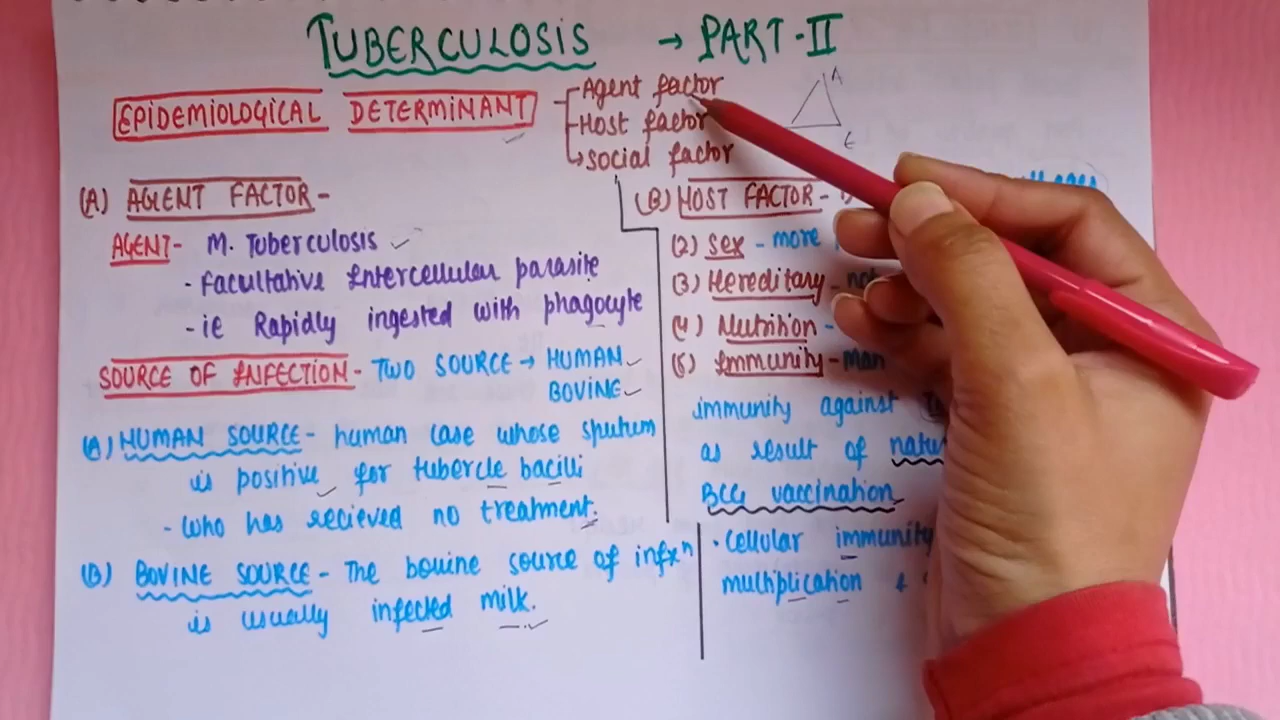 TUBERCULOSIS → PART-II
EPIDEMIOLOGICAL DETERMINANT
Agent factor
Host factor
Social factor
A
E
(A) AGENT FACTOR -
AGENT- M. Tuberculosis
- facultative Intercellular parasite
- ie Rapidly ingested with phagocyte
SOURCE OF INFECTION - TWO SOURCE → HUMAN
BOVINE
(A) HUMAN SOURCE - human case whose sputum
is positive for tubercle bacilli
- who has recieved no treatment.
(B) BOVINE SOURCE - The bovine source of infxⁿ
is usually infected milk.
(B) HOST FACTOR - ages
(2) Sex - more
(3) Hereditary - not
(4) Nutrition -
(5) Immunity - man
immunity against
as result of natu
BCG vaccination
• cellular immunity
multiplication +